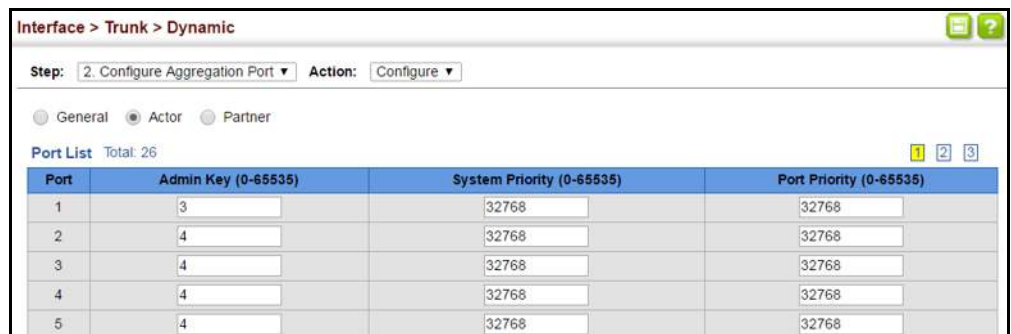 Interface > Trunk > Dynamic
?
Step: 2. Configure Aggregation Port ▼ Action: Configure ▼
General Actor Partner
Port List Total: 26 1 2 3
Port Admin Key (0-65535) System Priority (0-65535) Port Priority (0-65535)
1 3 32768 32768
2 4 32768 32768
3 4 32768 32768
4 4 32768 32768
5 4 32768 32768